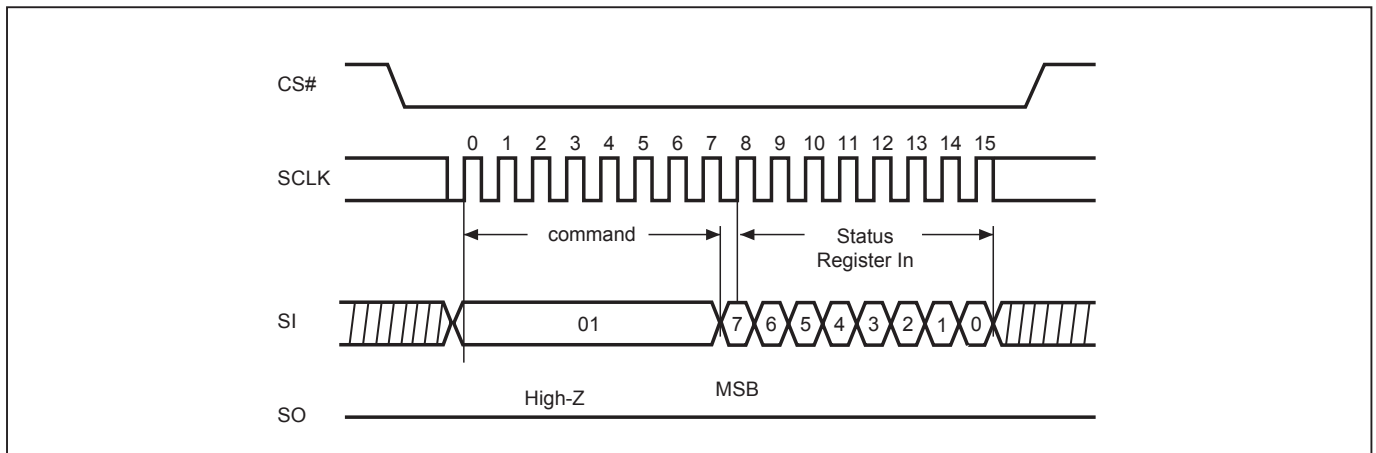 CS#
0 1 2 3 4 5 6 7 8 9 10 11 12 13 14 15
SCLK
command
Status
Register In
SI
01
7 6 5 4 3 2 1 0
High-Z
MSB
SO